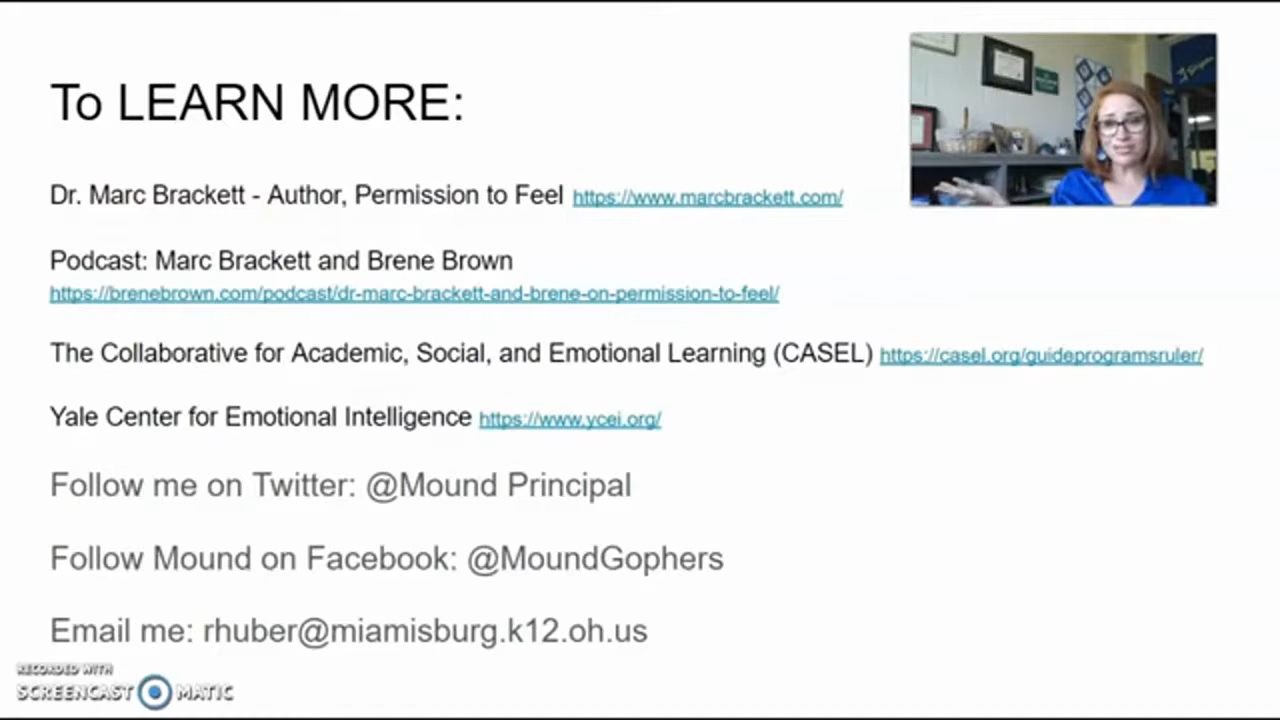 To LEARN MORE:
Dr. Marc Brackett - Author, Permission to Feel https://www.marcbrackett.com/
Podcast: Marc Brackett and Brene Brown
https://brenebrown.com/podcast/dr-marc-brackett-and-brene-on-permission-to-feel/
The Collaborative for Academic, Social, and Emotional Learning (CASEL) https://casel.org/guideprogramsruler/
Yale Center for Emotional Intelligence https://www.ycei.org/
Follow me on Twitter: @Mound Principal
Follow Mound on Facebook: @MoundGophers
Email me: rhuber@miamisburg.k12.oh.us
RECORDED WITH
SCREENCAST MATIC